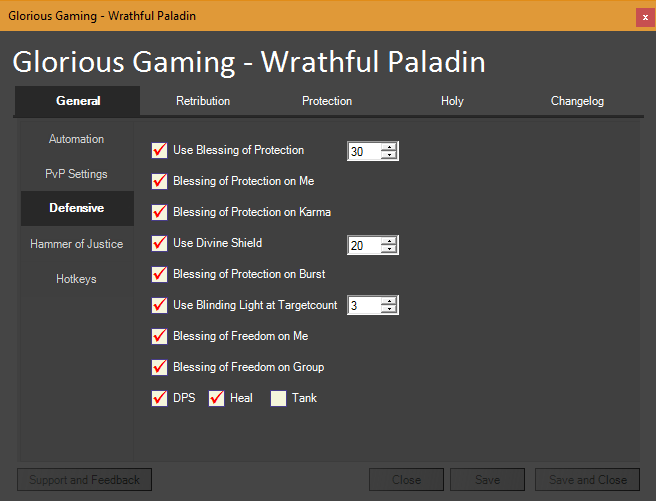 Glorious Gaming - Wrathful Paladin
x
Glorious Gaming - Wrathful Paladin
General Retribution Protection Holy Changelog
Automation
PvP Settings
Defensive
Hammer of Justice
Hotkeys
Use Blessing of Protection 30
Blessing of Protection on Me
Blessing of Protection on Karma
Use Divine Shield 20
Blessing of Protection on Burst
Use Blinding Light at Targetcount 3
Blessing of Freedom on Me
Blessing of Freedom on Group
DPS Heal Tank
Support and Feedback Close Save Save and Close